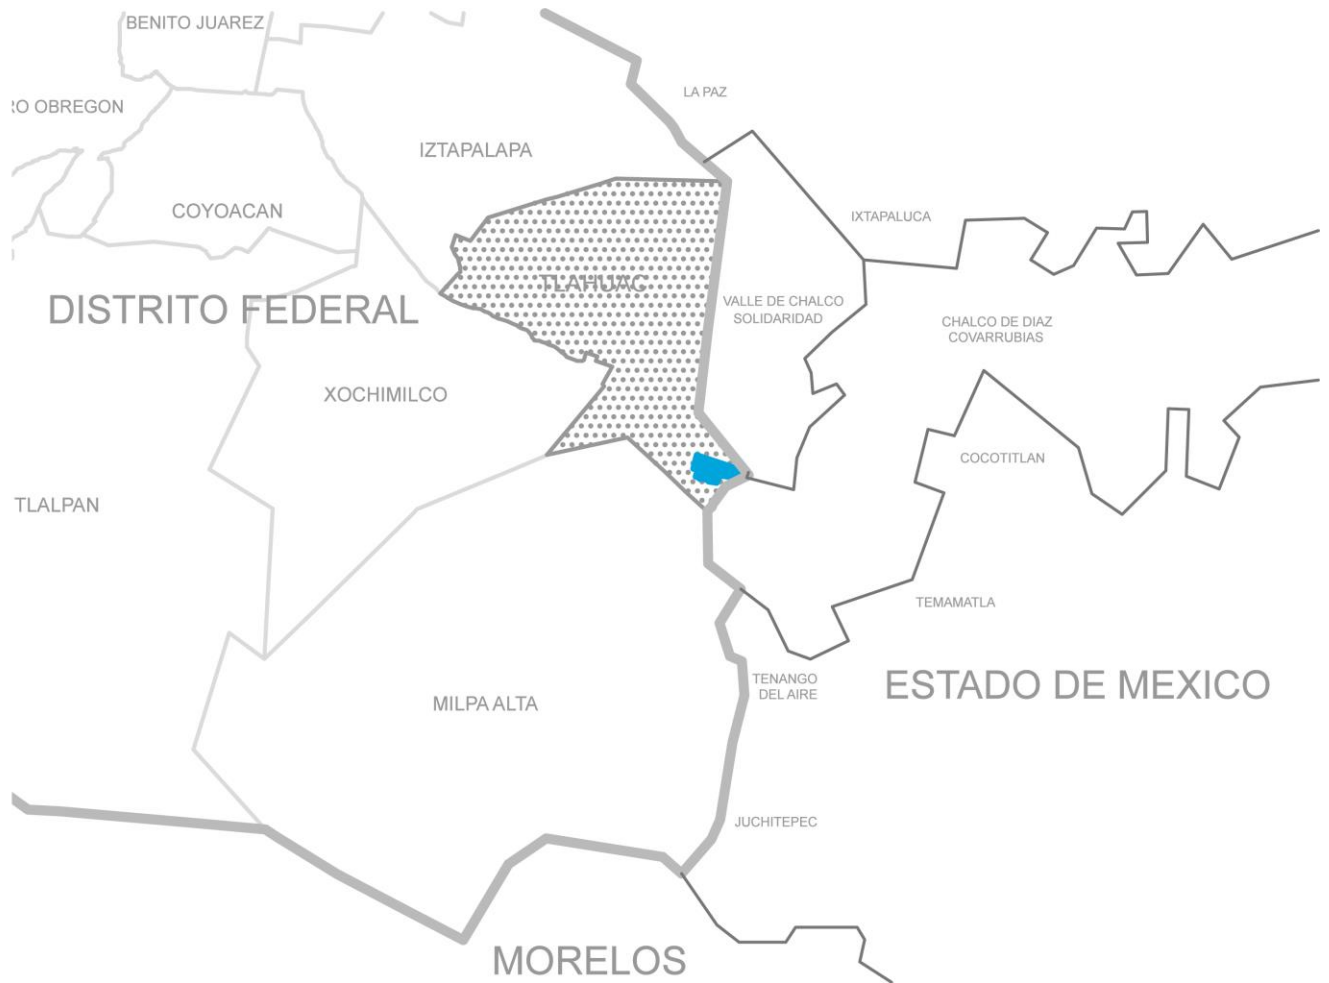 BENITO JUAREZ
LA PAZ
RO OBREGON
IZTAPALAPA
COYOACAN
IXTAPALUCA
TLAHUAC
DISTRITO FEDERAL
VALLE DE CHALCO
SOLIDARIDAD
CHALCO DE DIAZ
COVARRUBIAS
XOCHIMILCO
COCOTITLAN
TLALPAN
TEMAMATLA
TENANGO
DEL AIRE
ESTADO DE MEXICO
MILPA ALTA
JUCHITEPEC
MORELOS